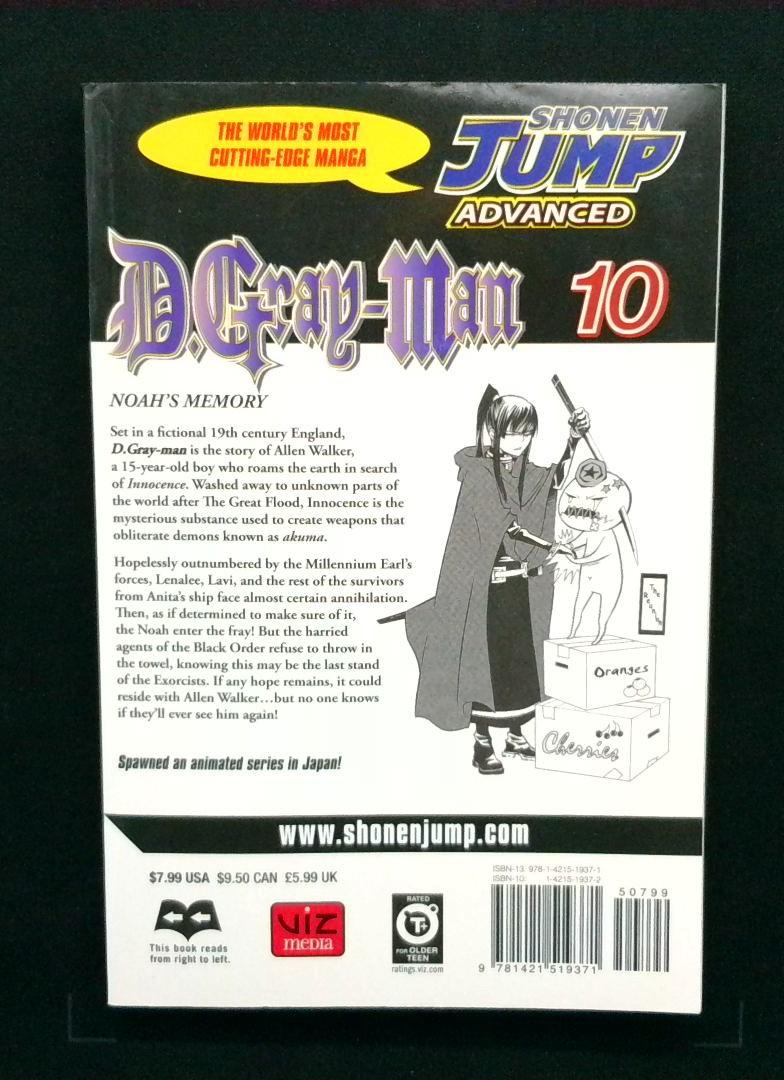 THE WORLD'S MOST
CUTTING-EDGE MANGA
SHONEN
JUMP
ADVANCED
D.Gray-Man
10
NOAH'S MEMORY
Set in a fictional 19th century England,
D.Gray-man is the story of Allen Walker,
a 15-year-old boy who roams the earth in search
of Innocence. Washed away to unknown parts of
the world after The Great Flood, Innocence is the
mysterious substance used to create weapons that
obliterate demons known as akuma.
Hopelessly outnumbered by the Millennium Earl's
forces, Lenalee, Lavi, and the rest of the survivors
from Anita's ship face almost certain annihilation.
Then, as if determined to make sure of it,
the Noah enter the fray! But the harried
agents of the Black Order refuse to throw in
the towel, knowing this may be the last stand
of the Exorcists. If any hope remains, it could
reside with Allen Walker...but no one knows
if they'll ever see him again!
The
Oranges
Cherries
Spawned an animated series in Japan!
www.shonenjump.com
$7.99 USA $9.50 CAN £5.99 UK
This book reads
from right to left.
VIZ
media
RATED
T+
FOR OLDER
TEEN
ratings.viz.com
ISBN-13: 978-1-4215-1937-1
ISBN-10: 1-4215-1937-2
50799
9 781421 519371